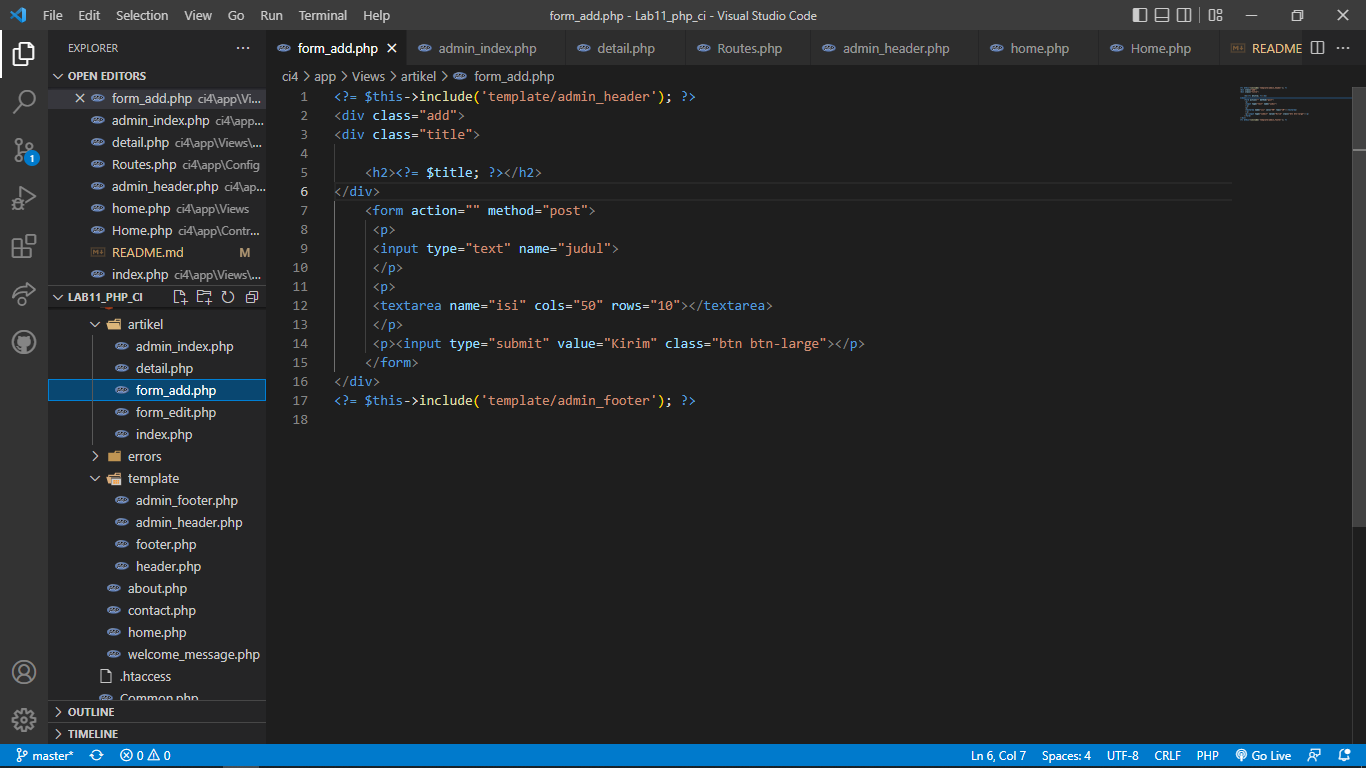 File Edit Selection View Go Run Terminal Help form_add.php - Lab11_php_ci - Visual Studio Code
EXPLORER ···
OPEN EDITORS
form_add.php ci4\app\Vi...
admin_index.php ci4\app...
detail.php ci4\app\Views\...
Routes.php ci4\app\Config
admin_header.php ci4\ap...
home.php ci4\app\Views
Home.php ci4\app\Contr...
README.md M
index.php ci4\app\Views\...
LAB11_PHP_CI
artikel
admin_index.php
detail.php
form_add.php
form_edit.php
index.php
errors
template
admin_footer.php
admin_header.php
footer.php
header.php
about.php
contact.php
home.php
welcome_message.php
.htaccess
Common.php
OUTLINE
TIMELINE
1
form_add.php admin_index.php detail.php Routes.php admin_header.php home.php Home.php README ···
ci4 > app > Views > artikel > form_add.php
1 <?= $this->include('template/admin_header'); ?>
2 <div class="add">
3 <div class="title">
4
5 <h2><?= $title; ?></h2>
6 </div>
7 <form action="" method="post">
8 <p>
9 <input type="text" name="judul">
10 </p>
11 <p>
12 <textarea name="isi" cols="50" rows="10"></textarea>
13 </p>
14 <p><input type="submit" value="Kirim" class="btn btn-large"></p>
15 </form>
16 </div>
17 <?= $this->include('template/admin_footer'); ?>
18
master* 0 0 Ln 6, Col 7 Spaces: 4 UTF-8 CRLF PHP Go Live